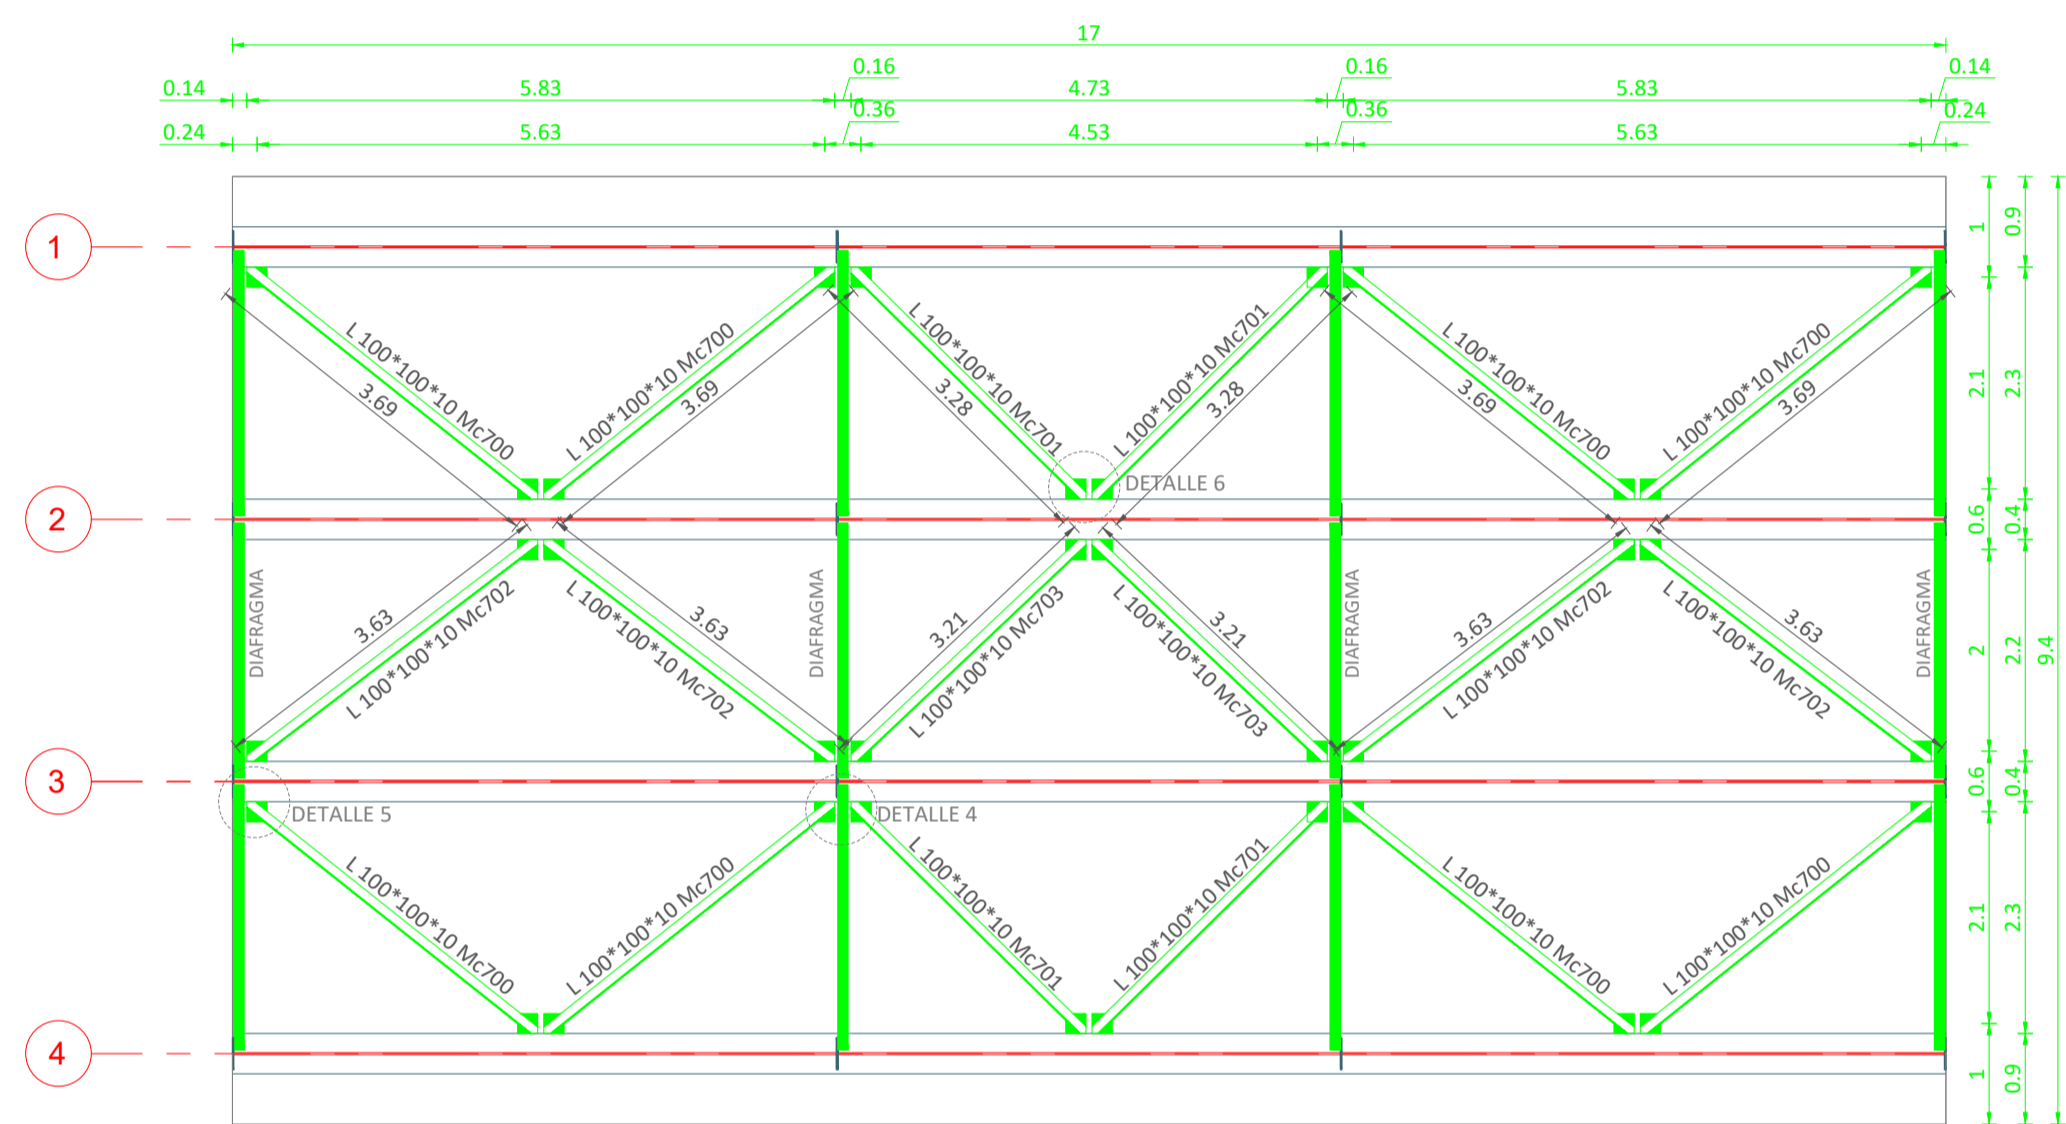 17
0.16
0.16
0.14
0.14
5.83
4.73
5.83
0.36
0.36
0.24
0.24
5.63
4.53
5.63
1
1
0.9
L 100*100*10 Mc700
L 100*100*10 Mc700
L 100*100*10 Mc701
L 100*100*10 Mc701
L 100*100*10 Mc700
L 100*100*10 Mc700
3.69
3.69
3.28
3.28
3.69
3.69
2.1
2.3
DETALLE 6
2
0.6
0.4
DIAFRAGMA
DIAFRAGMA
DIAFRAGMA
DIAFRAGMA
3.63
3.63
3.21
3.21
3.63
3.63
L 100*100*10 Mc702
L 100*100*10 Mc702
L 100*100*10 Mc703
L 100*100*10 Mc703
L 100*100*10 Mc702
L 100*100*10 Mc702
2
2.2
9.4
3
0.6
0.4
DETALLE 5
DETALLE 4
L 100*100*10 Mc700
L 100*100*10 Mc700
L 100*100*10 Mc701
L 100*100*10 Mc701
L 100*100*10 Mc700
L 100*100*10 Mc700
2.1
2.3
4
1
0.9